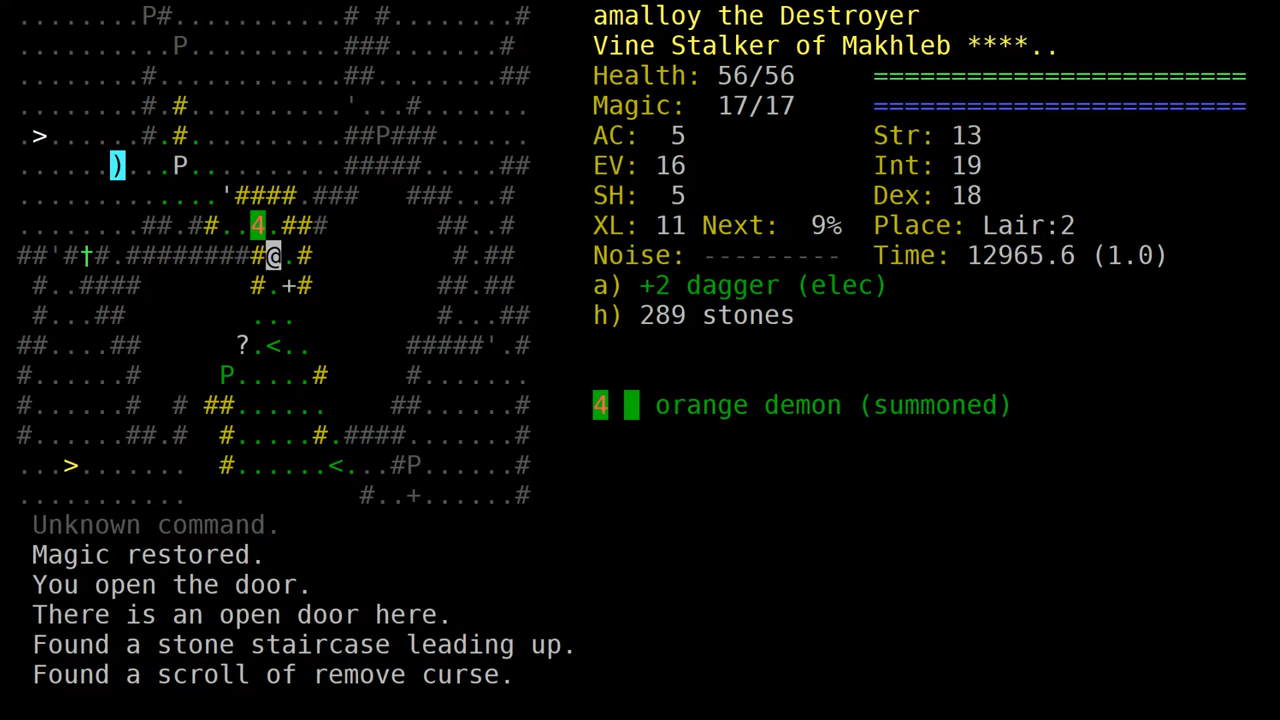 ........P#............# #........#
..........P..........###.......#
........#............##.......##
........#.#..........'...#.......
.>......#.#.........##P###......
......)...P..........#####.....##
.............'####.###   ###...#
........##.##..4.##       ##..#
##'#†#.########@.#         #.##
#..####        #.+#        ##.##
#...##         ...         #...##
##....##      ?.<..      #####'.#
#......#     P.....#     #.......
#......#  # ##......    ##......#
#......##.# #.....#.####........#
...>.......  #......<...#P......#
...........           #..+......#
amalloy the Destroyer
Vine Stalker of Makhleb ****..
Health: 56/56 ========================
Magic: 17/17 ========================
AC: 5 Str: 13
EV: 16 Int: 19
SH: 5 Dex: 18
XL: 11 Next: 9% Place: Lair:2
Noise: --------- Time: 12965.6 (1.0)
a) +2 dagger (elec)
h) 289 stones
4 orange demon (summoned)
Unknown command.
Magic restored.
You open the door.
There is an open door here.
Found a stone staircase leading up.
Found a scroll of remove curse.